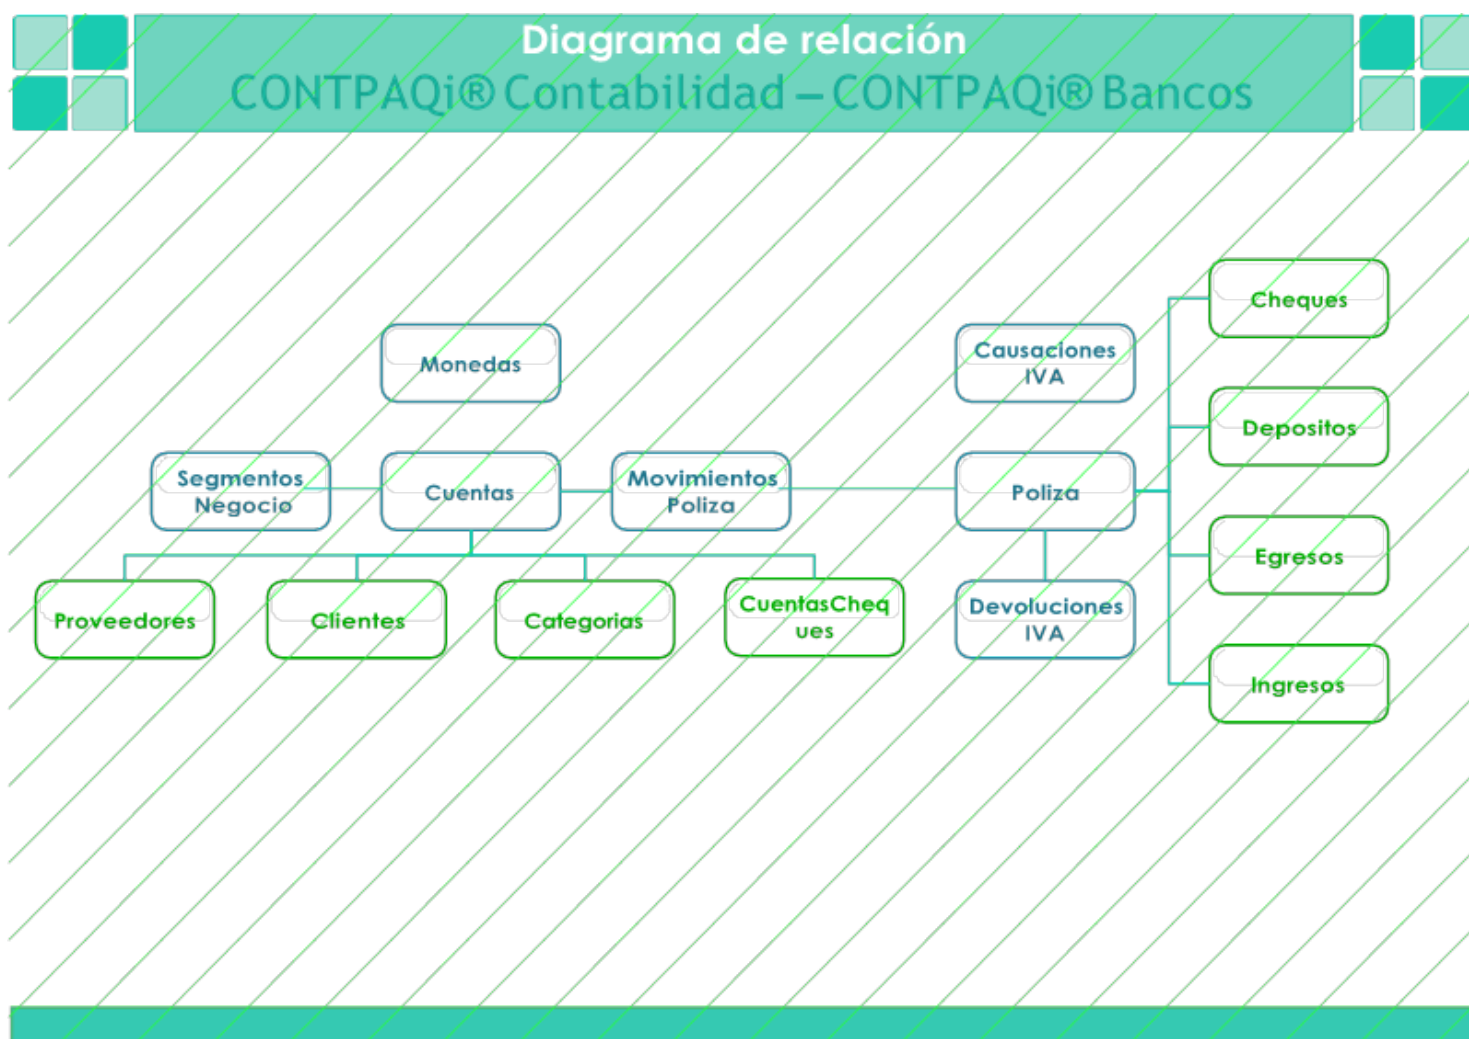 Diagrama de relación
CONTPAQi® Contabilidad – CONTPAQi® Bancos
Cheques
Monedas
Causaciones
IVA
Depositos
Segmentos
Negocio
Cuentas
Movimientos
Poliza
Poliza
Egresos
Proveedores
Clientes
Categorias
CuentasCheq
ues
Devoluciones
IVA
Ingresos